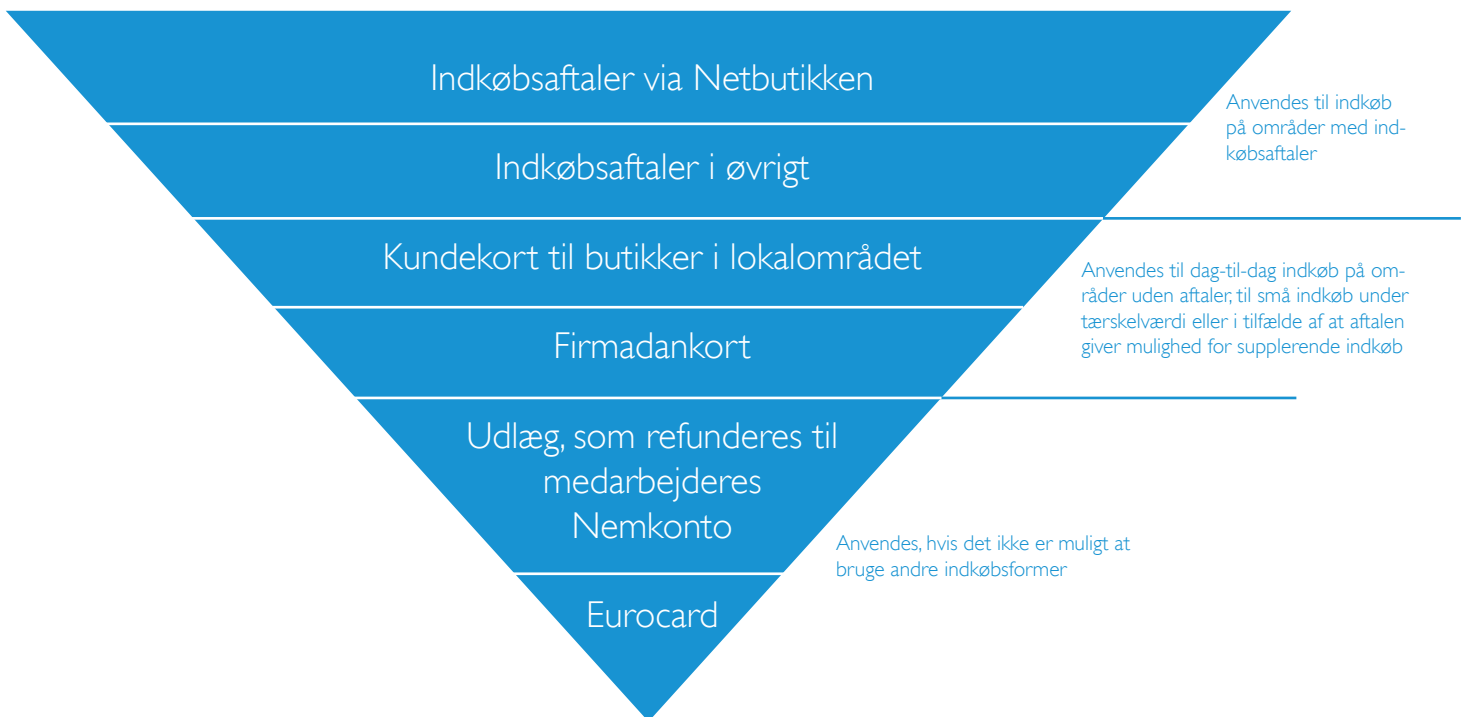 Indkøbsaftaler via Netbutikken
Anvendes til indkøb
på områder med ind-
købsaftaler
Indkøbsaftaler i øvrigt
Kundekort til butikker i lokalområdet
Anvendes til dag-til-dag indkøb på om-
råder uden aftaler, til små indkøb under
tærskelværdi eller i tilfælde af at aftalen
giver mulighed for supplerende indkøb
Firmadankort
Udlæg, som refunderes til
medarbejderes
Nemkonto
Anvendes, hvis det ikke er muligt at
bruge andre indkøbsformer
Eurocard